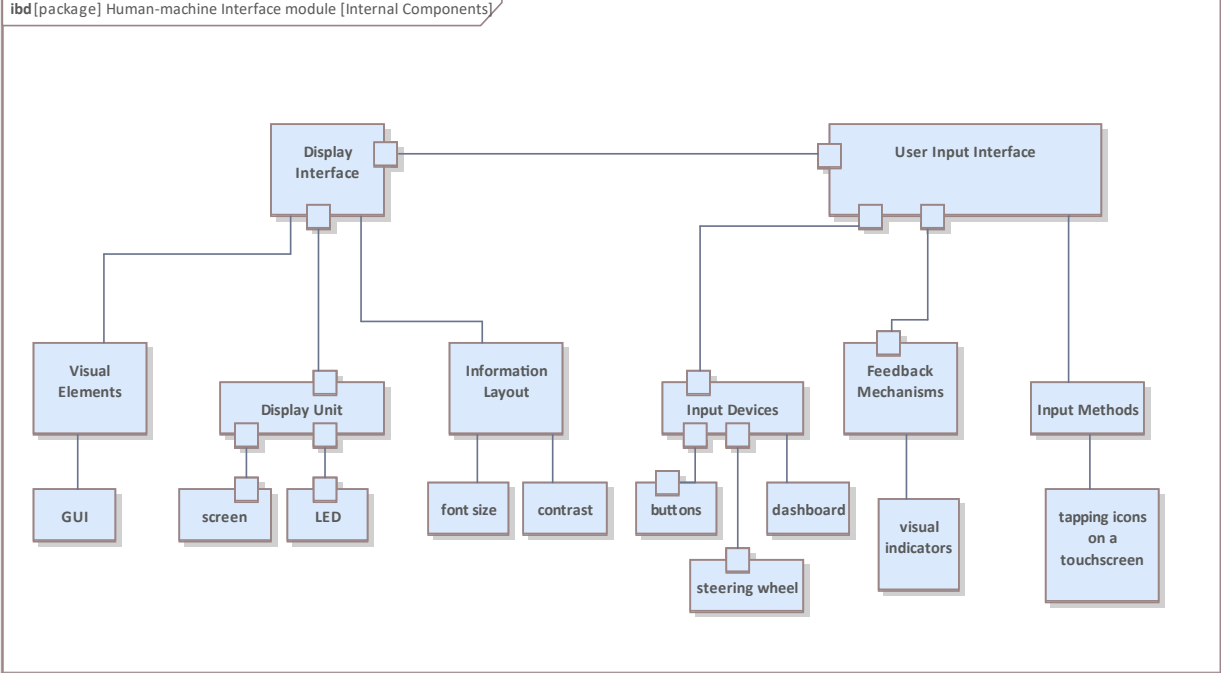 ibd [package] Human-machine Interface module [Internal Components]
Display
Interface
User Input Interface
Visual
Elements
Display Unit
Information
Layout
Input Devices
Feedback
Mechanisms
Input Methods
GUI
screen
LED
font size
contrast
buttons
steering wheel
dashboard
visual
indicators
tapping icons
on a
touchscreen